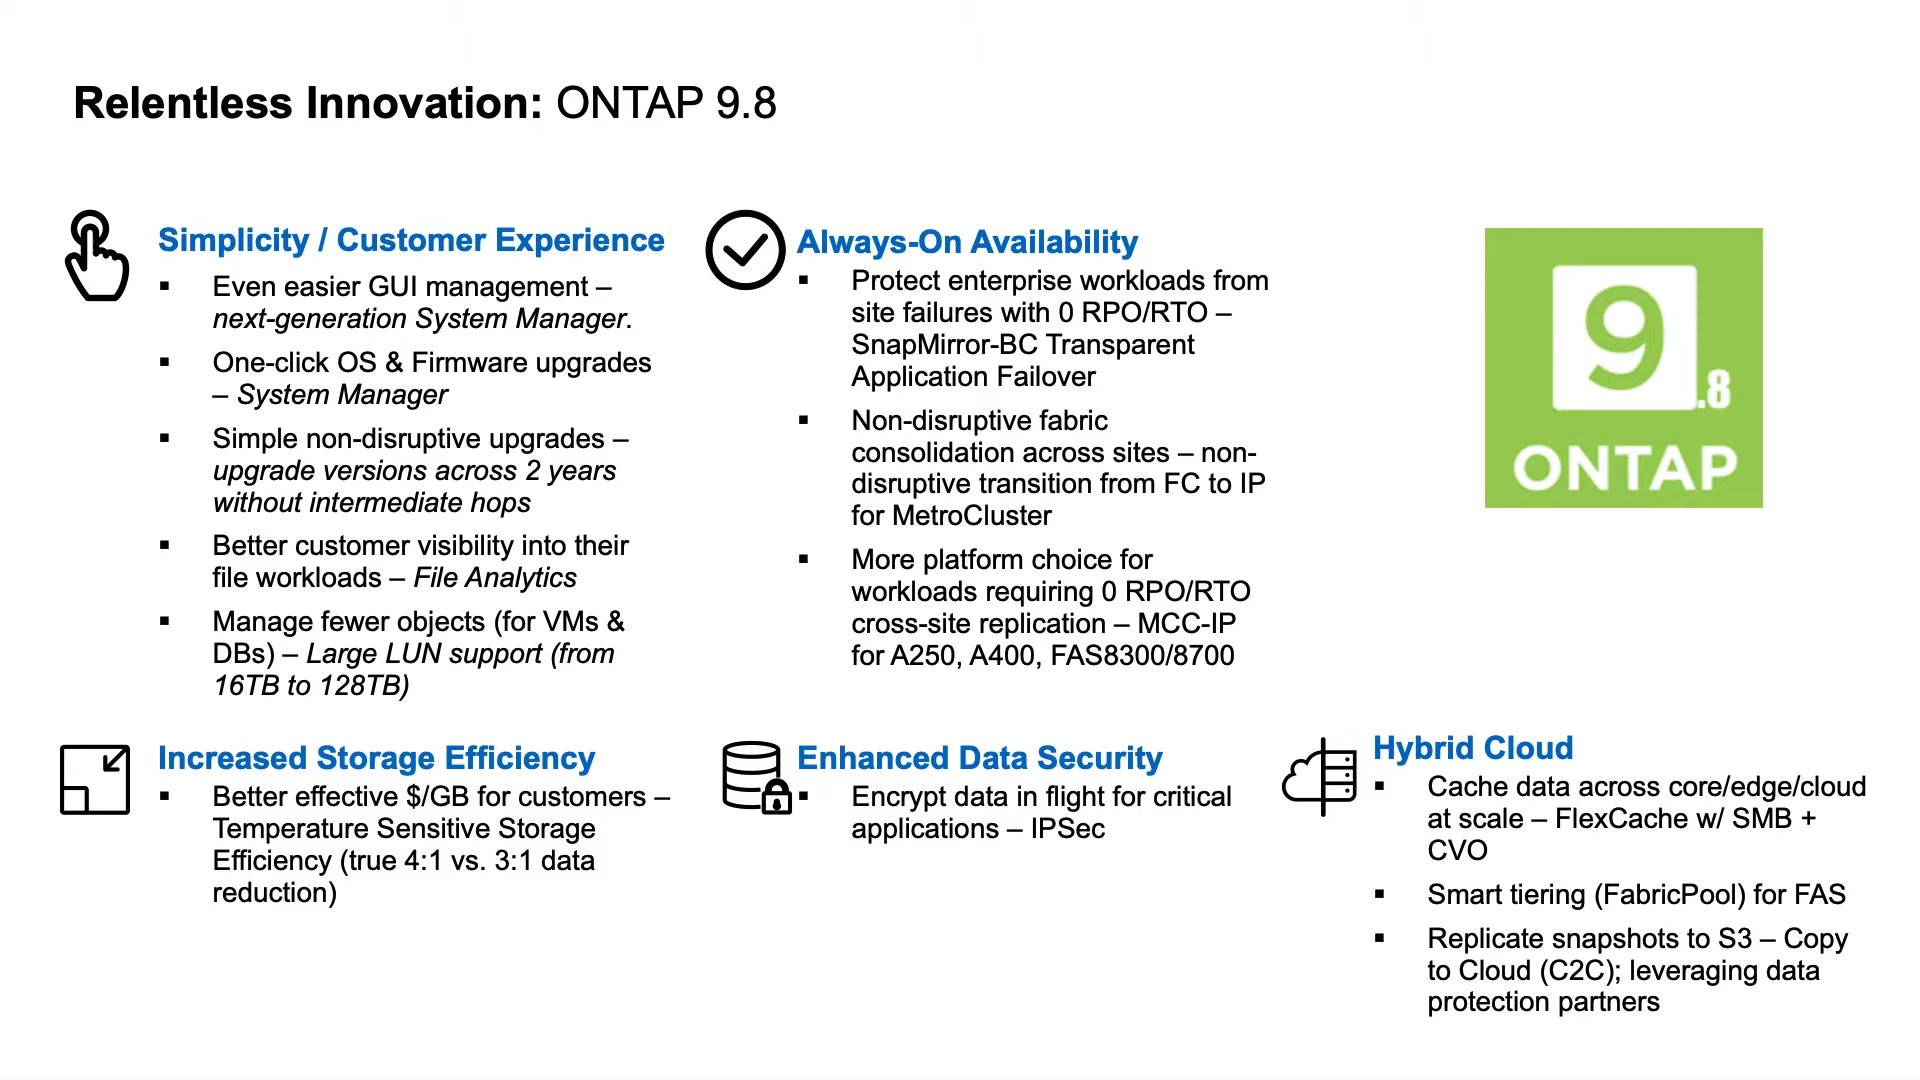 Relentless Innovation: ONTAP 9.8
Simplicity / Customer Experience
▪ Even easier GUI management –
next-generation System Manager.
▪ One-click OS & Firmware upgrades
– System Manager
▪ Simple non-disruptive upgrades –
upgrade versions across 2 years
without intermediate hops
▪ Better customer visibility into their
file workloads – File Analytics
▪ Manage fewer objects (for VMs &
DBs) – Large LUN support (from
16TB to 128TB)
Always-On Availability
▪ Protect enterprise workloads from
site failures with 0 RPO/RTO –
SnapMirror-BC Transparent
Application Failover
▪ Non-disruptive fabric
consolidation across sites – non-
disruptive transition from FC to IP
for MetroCluster
▪ More platform choice for
workloads requiring 0 RPO/RTO
cross-site replication – MCC-IP
for A250, A400, FAS8300/8700
9.8
ONTAP
Increased Storage Efficiency
▪ Better effective $/GB for customers –
Temperature Sensitive Storage
Efficiency (true 4:1 vs. 3:1 data
reduction)
Enhanced Data Security
▪ Encrypt data in flight for critical
applications – IPSec
Hybrid Cloud
▪ Cache data across core/edge/cloud
at scale – FlexCache w/ SMB +
CVO
▪ Smart tiering (FabricPool) for FAS
▪ Replicate snapshots to S3 – Copy
to Cloud (C2C); leveraging data
protection partners